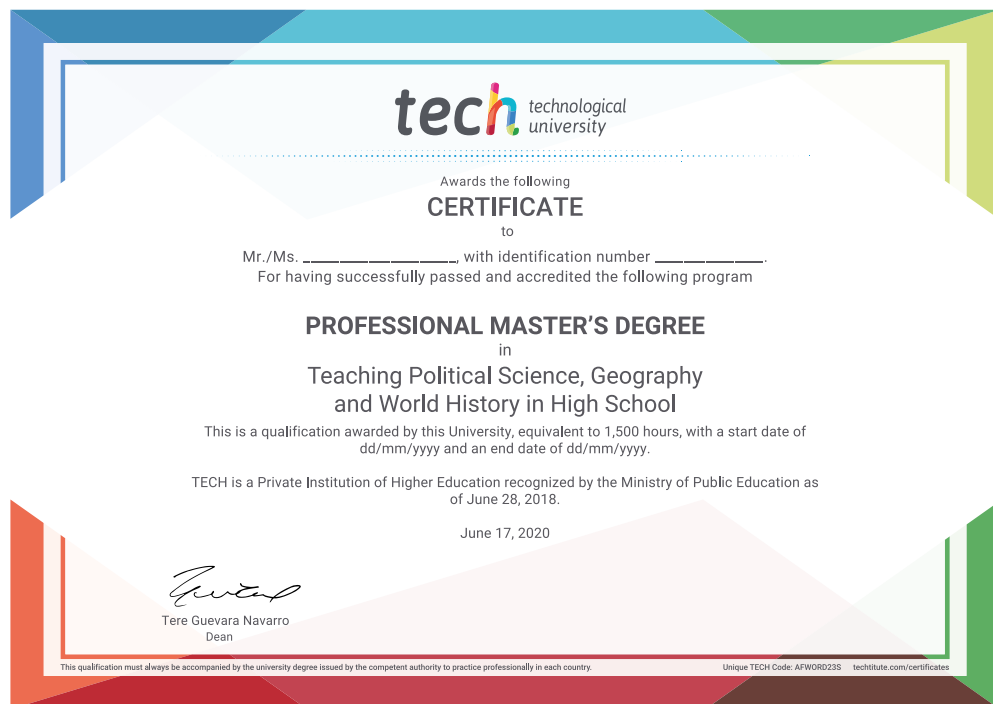 tech technological
university
Awards the following
CERTIFICATE
to
Mr./Ms. ____________________, with identification number ______________.
For having successfully passed and accredited the following program
PROFESSIONAL MASTER'S DEGREE
in
Teaching Political Science, Geography
and World History in High School
This is a qualification awarded by this University, equivalent to 1,500 hours, with a start date of
dd/mm/yyyy and an end date of dd/mm/yyyy.
TECH is a Private Institution of Higher Education recognized by the Ministry of Public Education as
of June 28, 2018.
June 17, 2020
Tere Guevara Navarro
Dean
This qualification must always be accompanied by the university degree issued by the competent authority to practice professionally in each country. Unique TECH Code: AFWORD23S techtitute.com/certificates